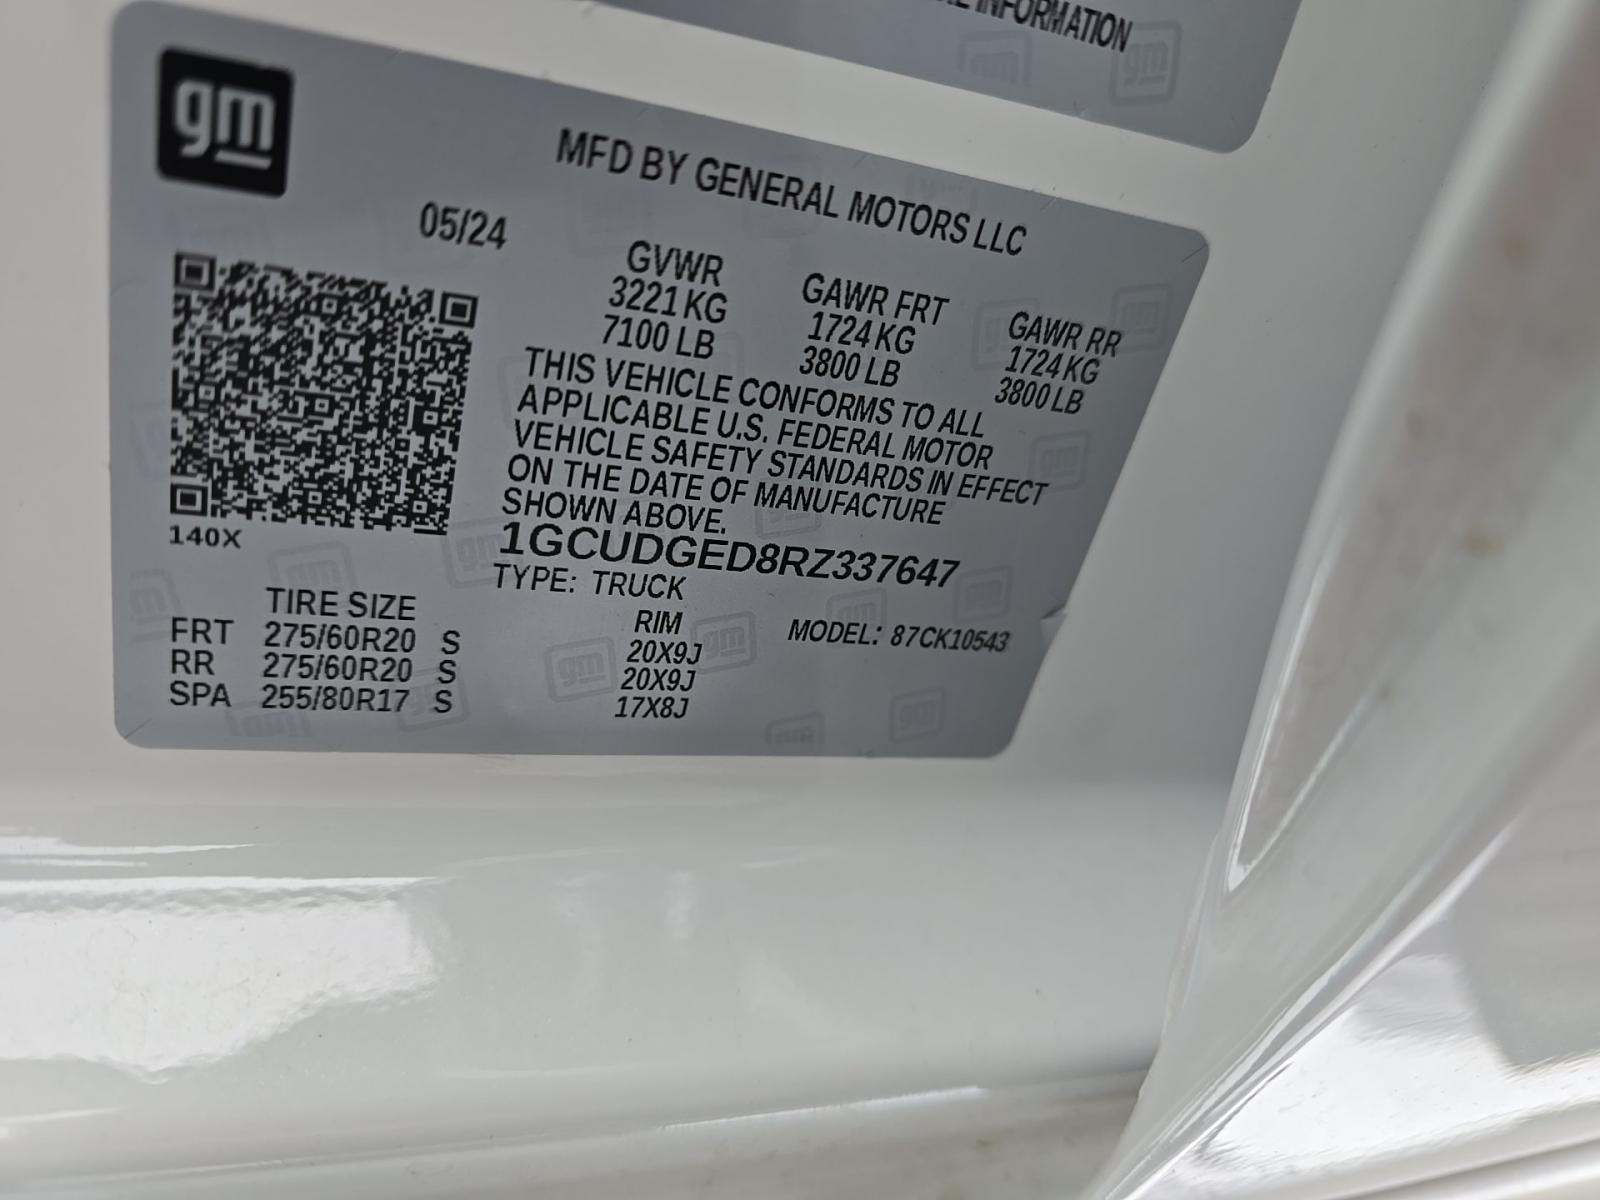 INFORMATION
gm
MFD BY GENERAL MOTORS LLC
05/24
GVWR GAWR FRT GAWR RR
3221 KG 1724 KG 1724 KG
7100 LB 3800 LB 3800 LB
THIS VEHICLE CONFORMS TO ALL
APPLICABLE U.S. FEDERAL MOTOR
VEHICLE SAFETY STANDARDS IN EFFECT
ON THE DATE OF MANUFACTURE
SHOWN ABOVE.
140X
1GCUDGED8RZ337647
TYPE: TRUCK
TIRE SIZE RIM MODEL: 87CK10543
FRT 275/60R20 S 20X9J
RR 275/60R20 S 20X9J
SPA 255/80R17 S 17X8J